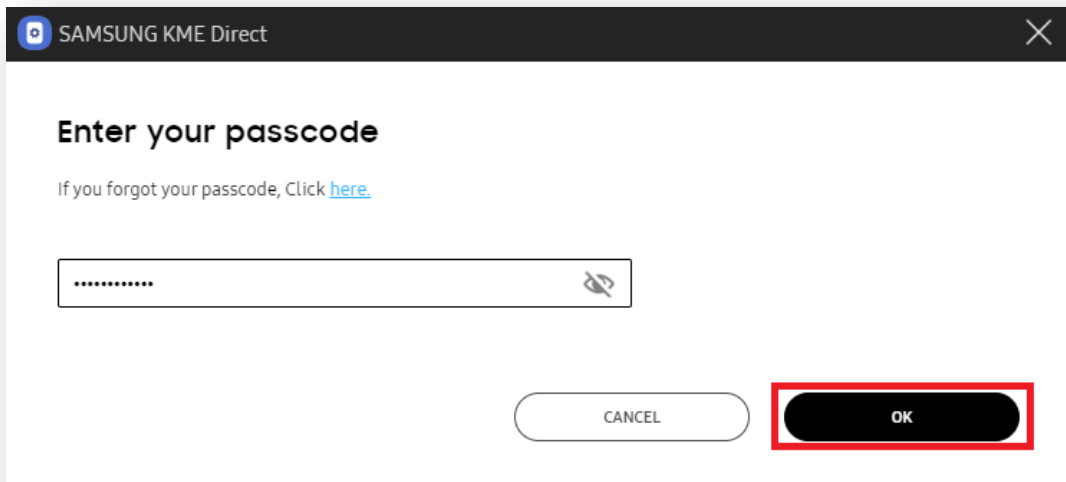 SAMSUNG KME Direct
Enter your passcode
If you forgot your passcode, Click here.
••••••••••••
CANCEL
OK